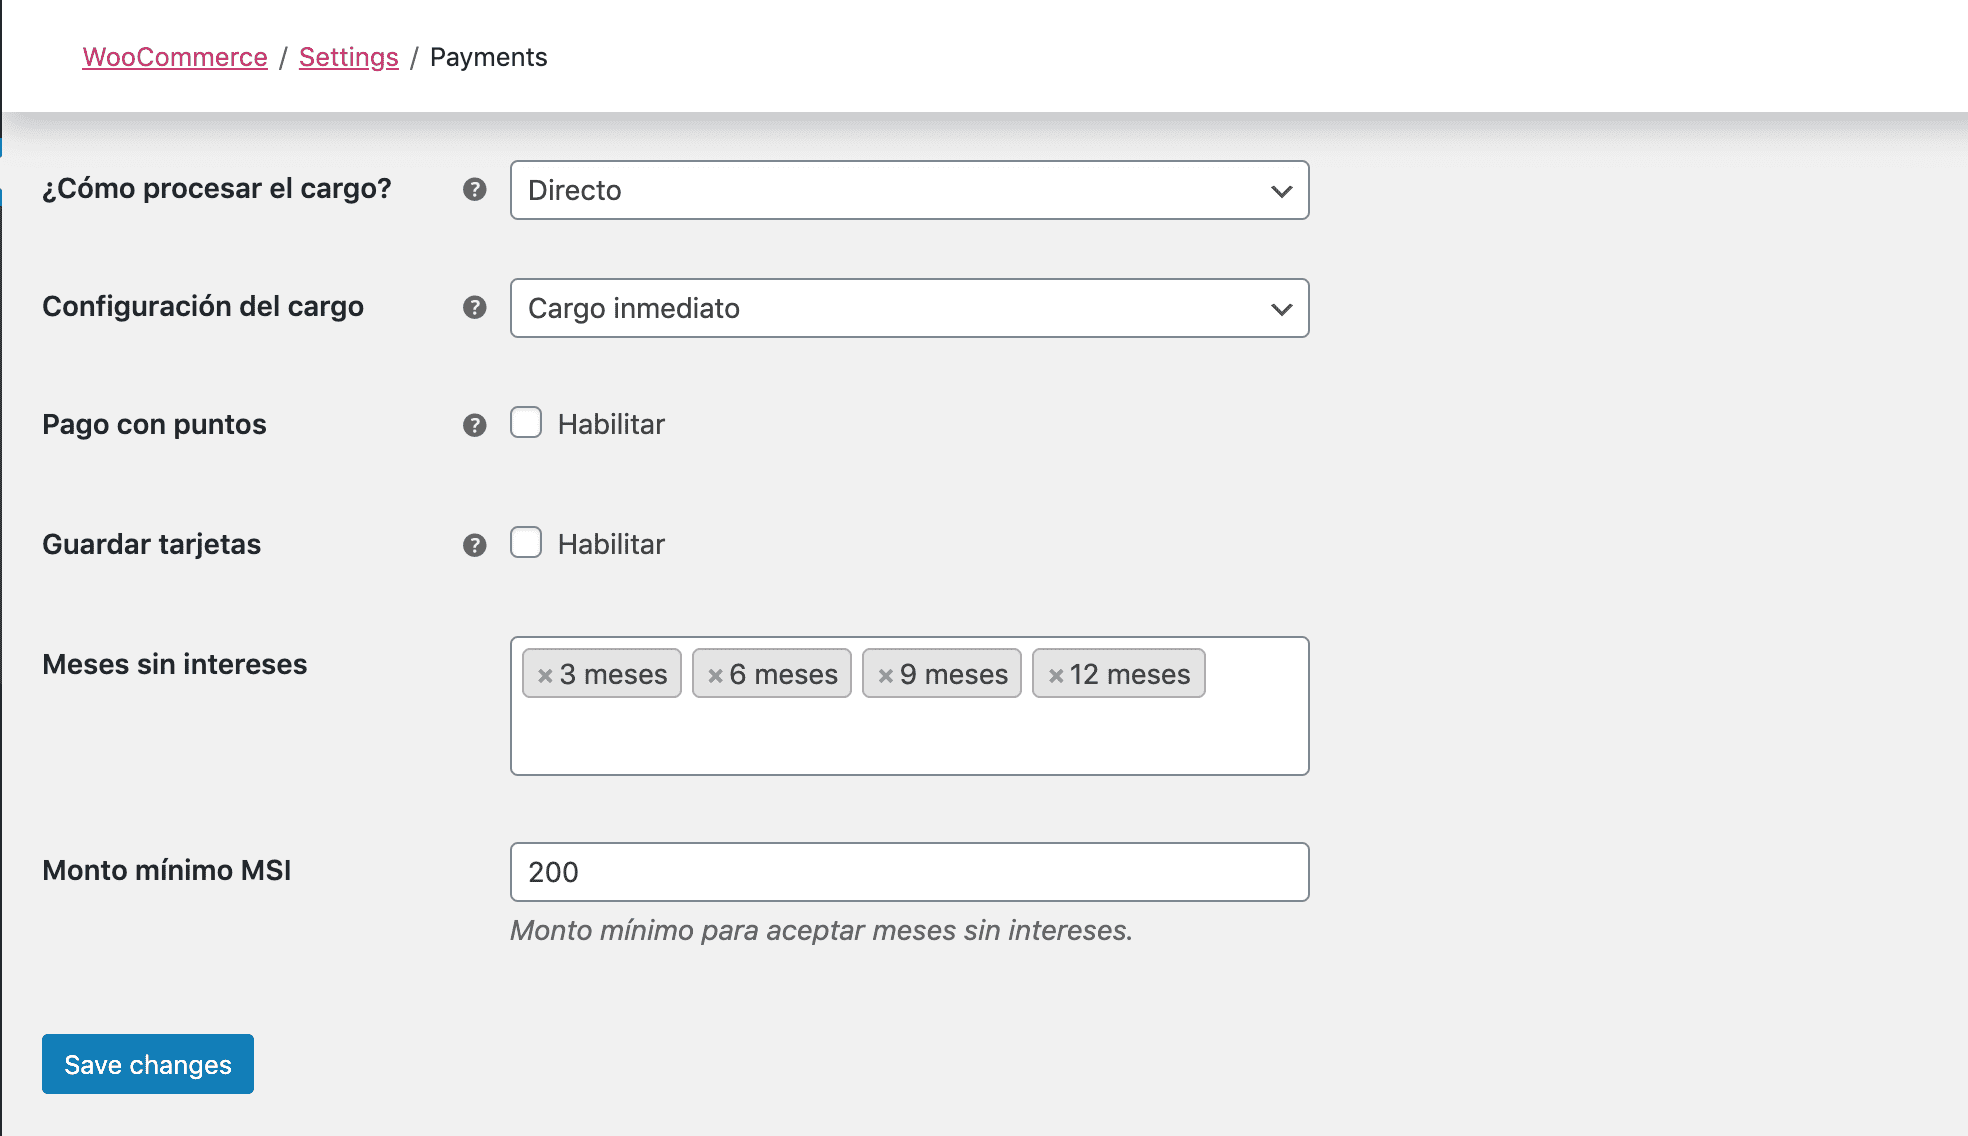 WooCommerce / Settings / Payments
¿Cómo procesar el cargo? ? Directo
Configuración del cargo ? Cargo inmediato
Pago con puntos ? Habilitar
Guardar tarjetas ? Habilitar
Meses sin intereses × 3 meses × 6 meses × 9 meses × 12 meses
Monto mínimo MSI 200
Monto mínimo para aceptar meses sin intereses.
Save changes